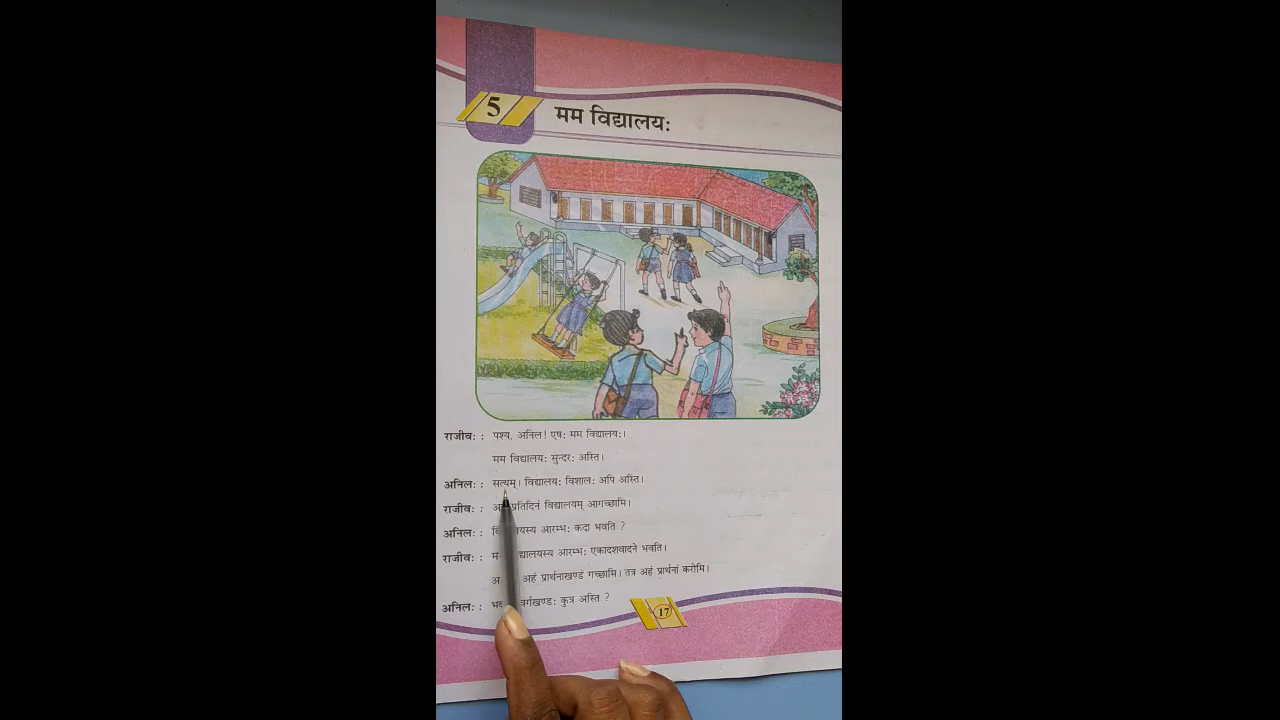 5
मम विद्यालयः
राजीवः : पश्य, अनिल! एषः मम विद्यालयः।
मम विद्यालयः सुन्दरः अस्ति।
अनिलः : सत्यम्। विद्यालयः विशालः अपि अस्ति।
राजीवः : प्रतिदिनं विद्यालयम् आगच्छामि।
अनिलः : आरम्भः कदा भवति ?
राजीवः : आरम्भः एकादशवादने भवति।
अहं प्रार्थनाखण्डं गच्छामि। तत्र अहं प्रार्थनां करोमि।
अनिलः : वर्गखण्डः कुत्र अस्ति ?
17